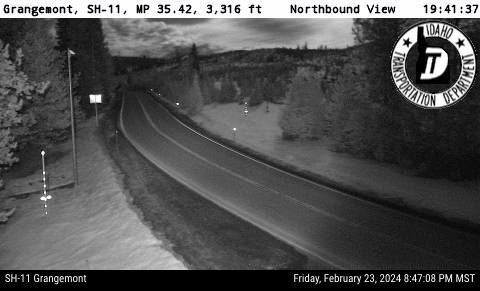 Grangemont, SH-11, MP 35.42, 3,316 ft Northbound View 19:41:37
IDAHO
TRANSPORTATION DEPARTMENT
SH-11 Grangemont Friday, February 23, 2024 8:47:08 PM MST